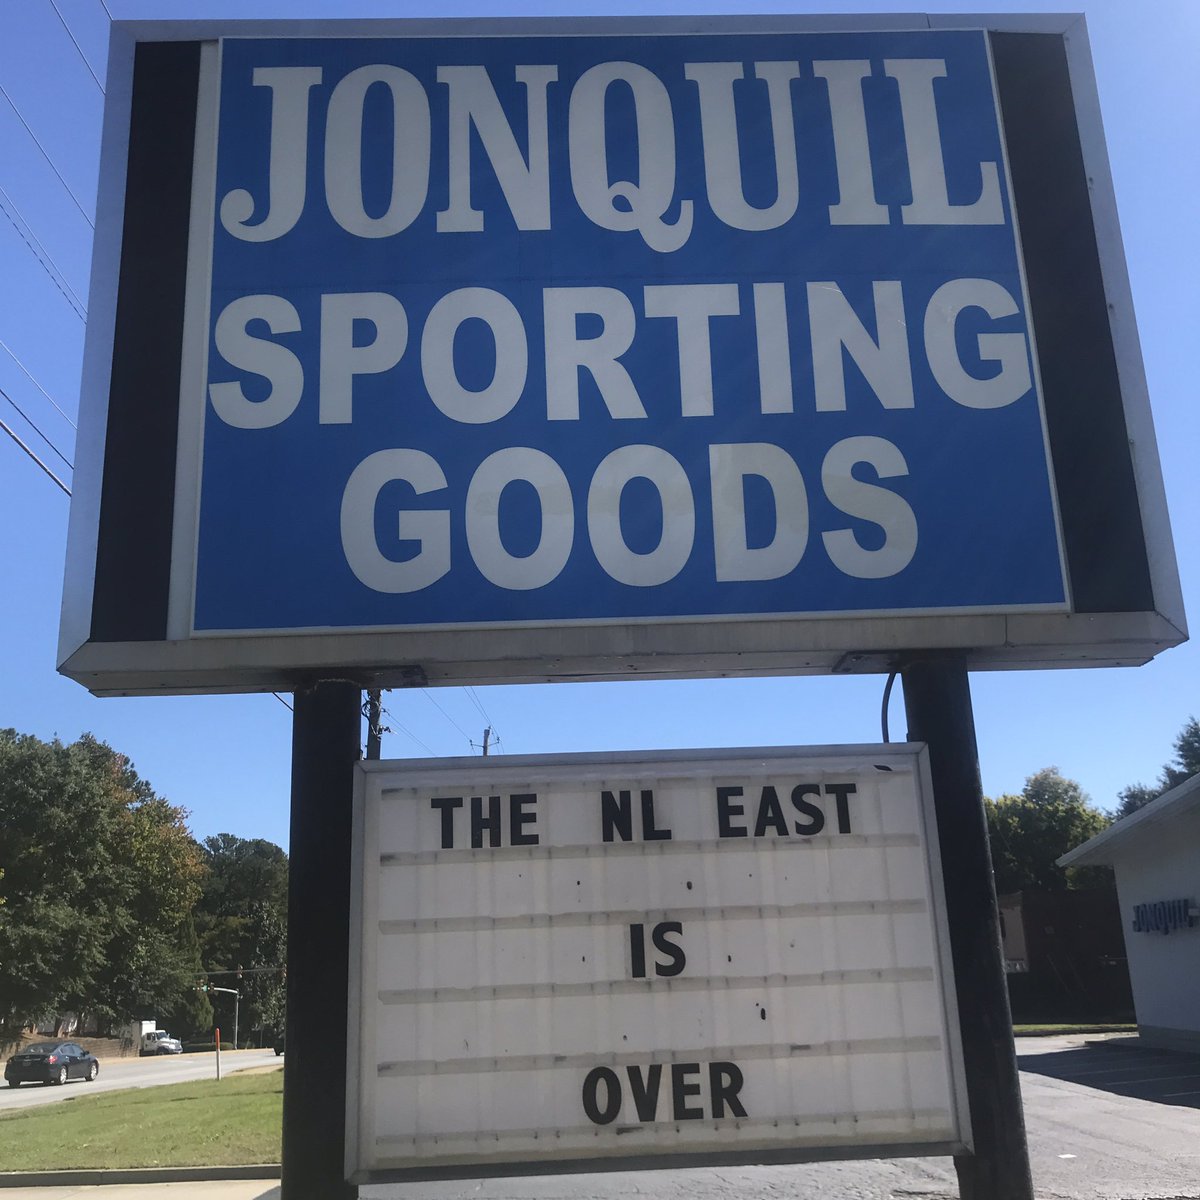 JONQUIL
SPORTING
GOODS
THE NL EAST
IS
OVER
JONQUIL